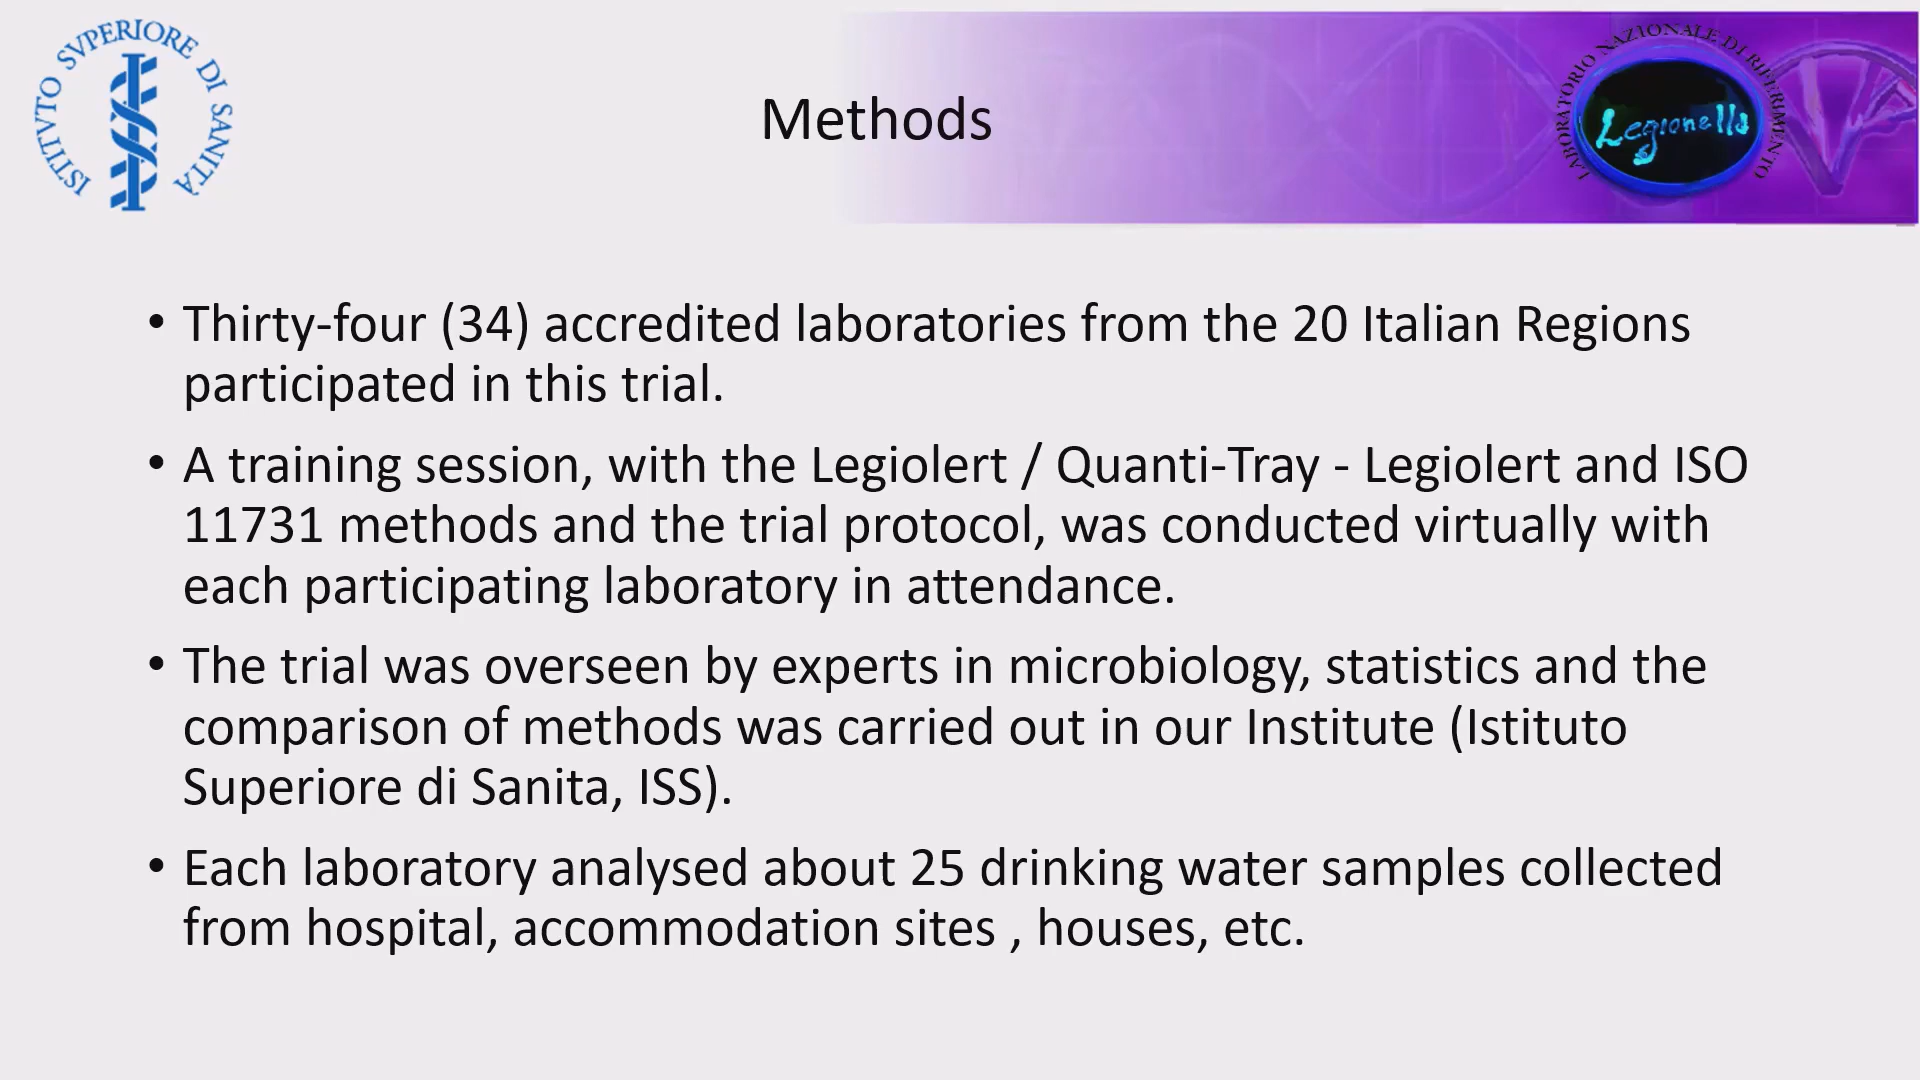 ISTITVTO SVPERIORE DI SANITÀ
Methods
LABORATORIO NAZIONALE DI RIFERIMENTO
Legionella
• Thirty-four (34) accredited laboratories from the 20 Italian Regions
participated in this trial.
• A training session, with the Legiolert / Quanti-Tray - Legiolert and ISO
11731 methods and the trial protocol, was conducted virtually with
each participating laboratory in attendance.
• The trial was overseen by experts in microbiology, statistics and the
comparison of methods was carried out in our Institute (Istituto
Superiore di Sanita, ISS).
• Each laboratory analysed about 25 drinking water samples collected
from hospital, accommodation sites , houses, etc.